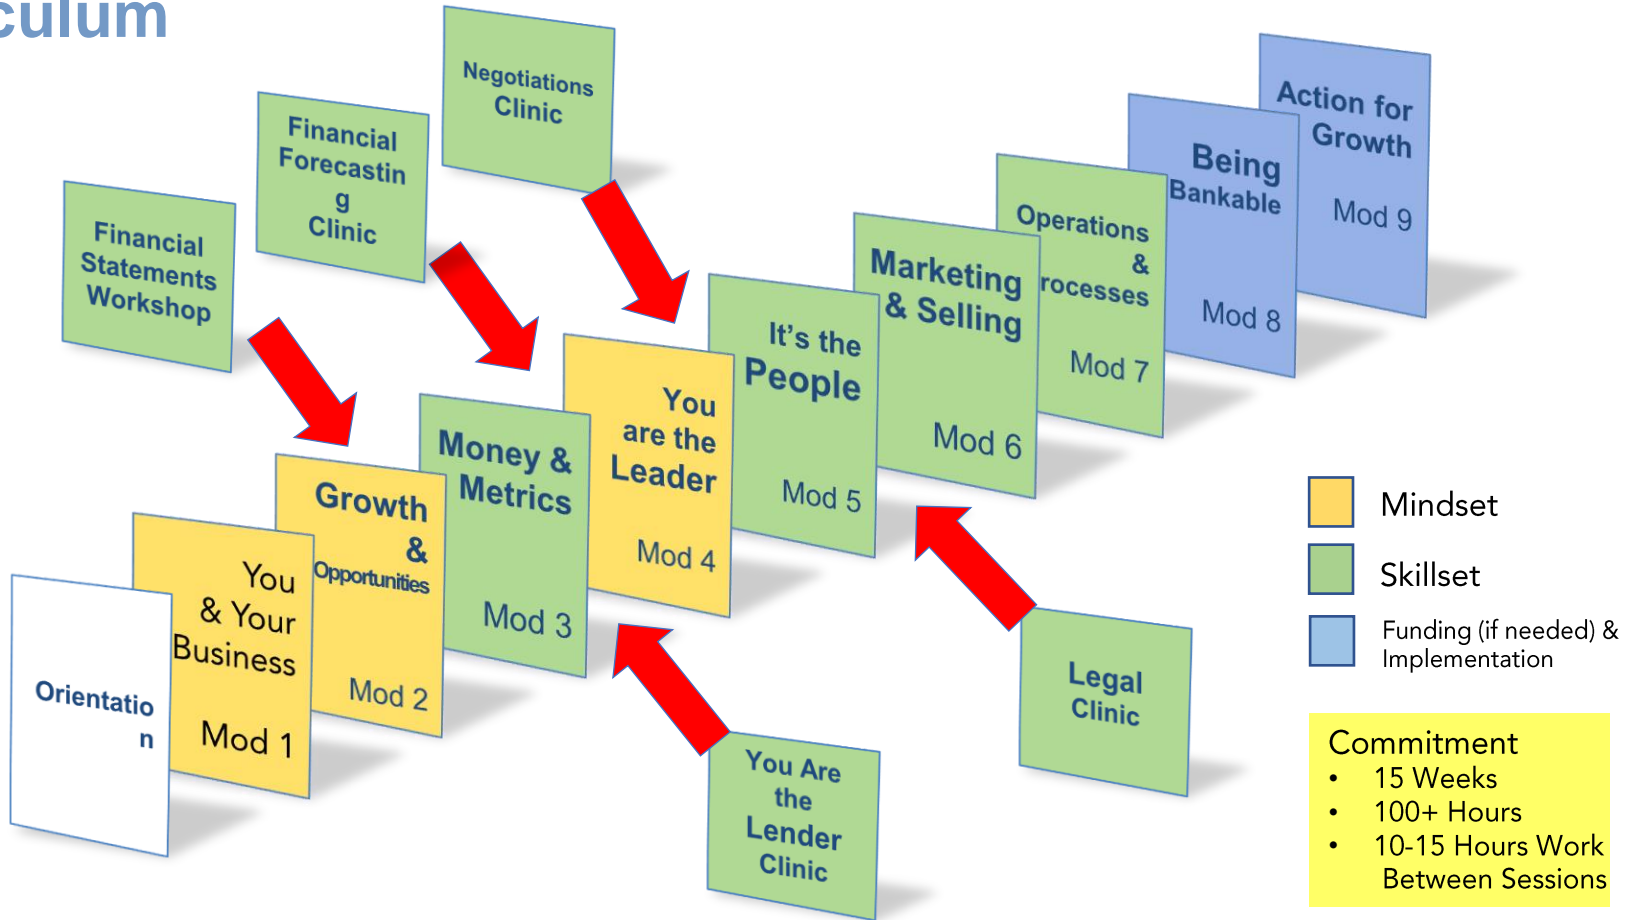 culum
Negotiations
Clinic
Financial
Forecastin
g
Clinic
Financial
Statements
Workshop
Orientatio
n
You
& Your
Business
Mod 1
Growth
&
Opportunities
Mod 2
Money &
Metrics
Mod 3
You
are the
Leader
Mod 4
It's the
People
Mod 5
Marketing
& Selling
Mod 6
Operations
&
rocesses
Mod 7
Being
Bankable
Mod 8
Action for
Growth
Mod 9
You Are
the
Lender
Clinic
Legal
Clinic
Mindset
Skillset
Funding (if needed) &
Implementation
Commitment
• 15 Weeks
• 100+ Hours
• 10-15 Hours Work
Between Sessions